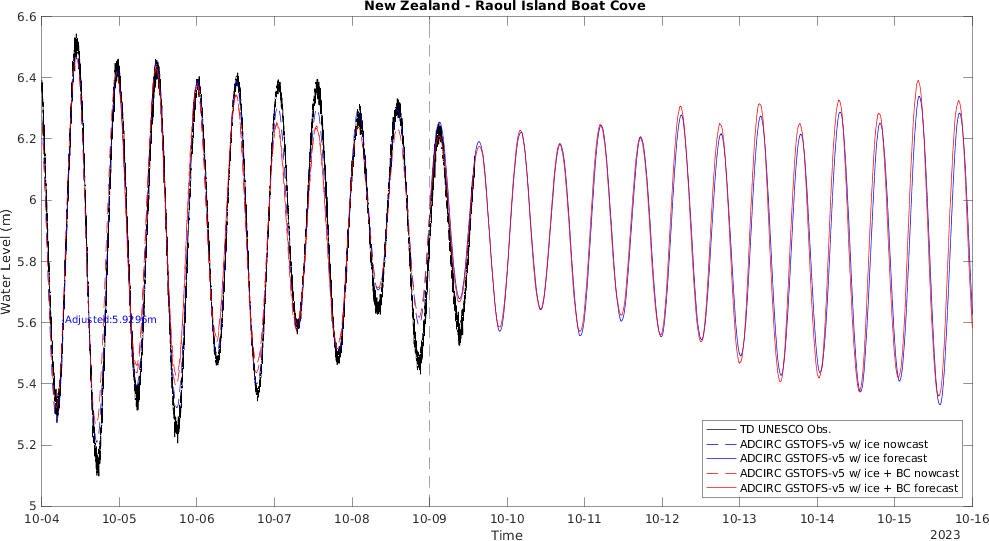 New Zealand - Raoul Island Boat Cove
6.6
6.4
6.2
6
5.8
5.6
5.4
5.2
5
Water Level (m)
Adjusted:5.9296m
TD UNESCO Obs.
ADCIRC GSTOFS-v5 w/ ice nowcast
ADCIRC GSTOFS-v5 w/ ice forecast
ADCIRC GSTOFS-v5 w/ ice + BC nowcast
ADCIRC GSTOFS-v5 w/ ice + BC forecast
10-04 10-05 10-06 10-07 10-08 10-09 10-10 10-11 10-12 10-13 10-14 10-15 10-16
Time
2023